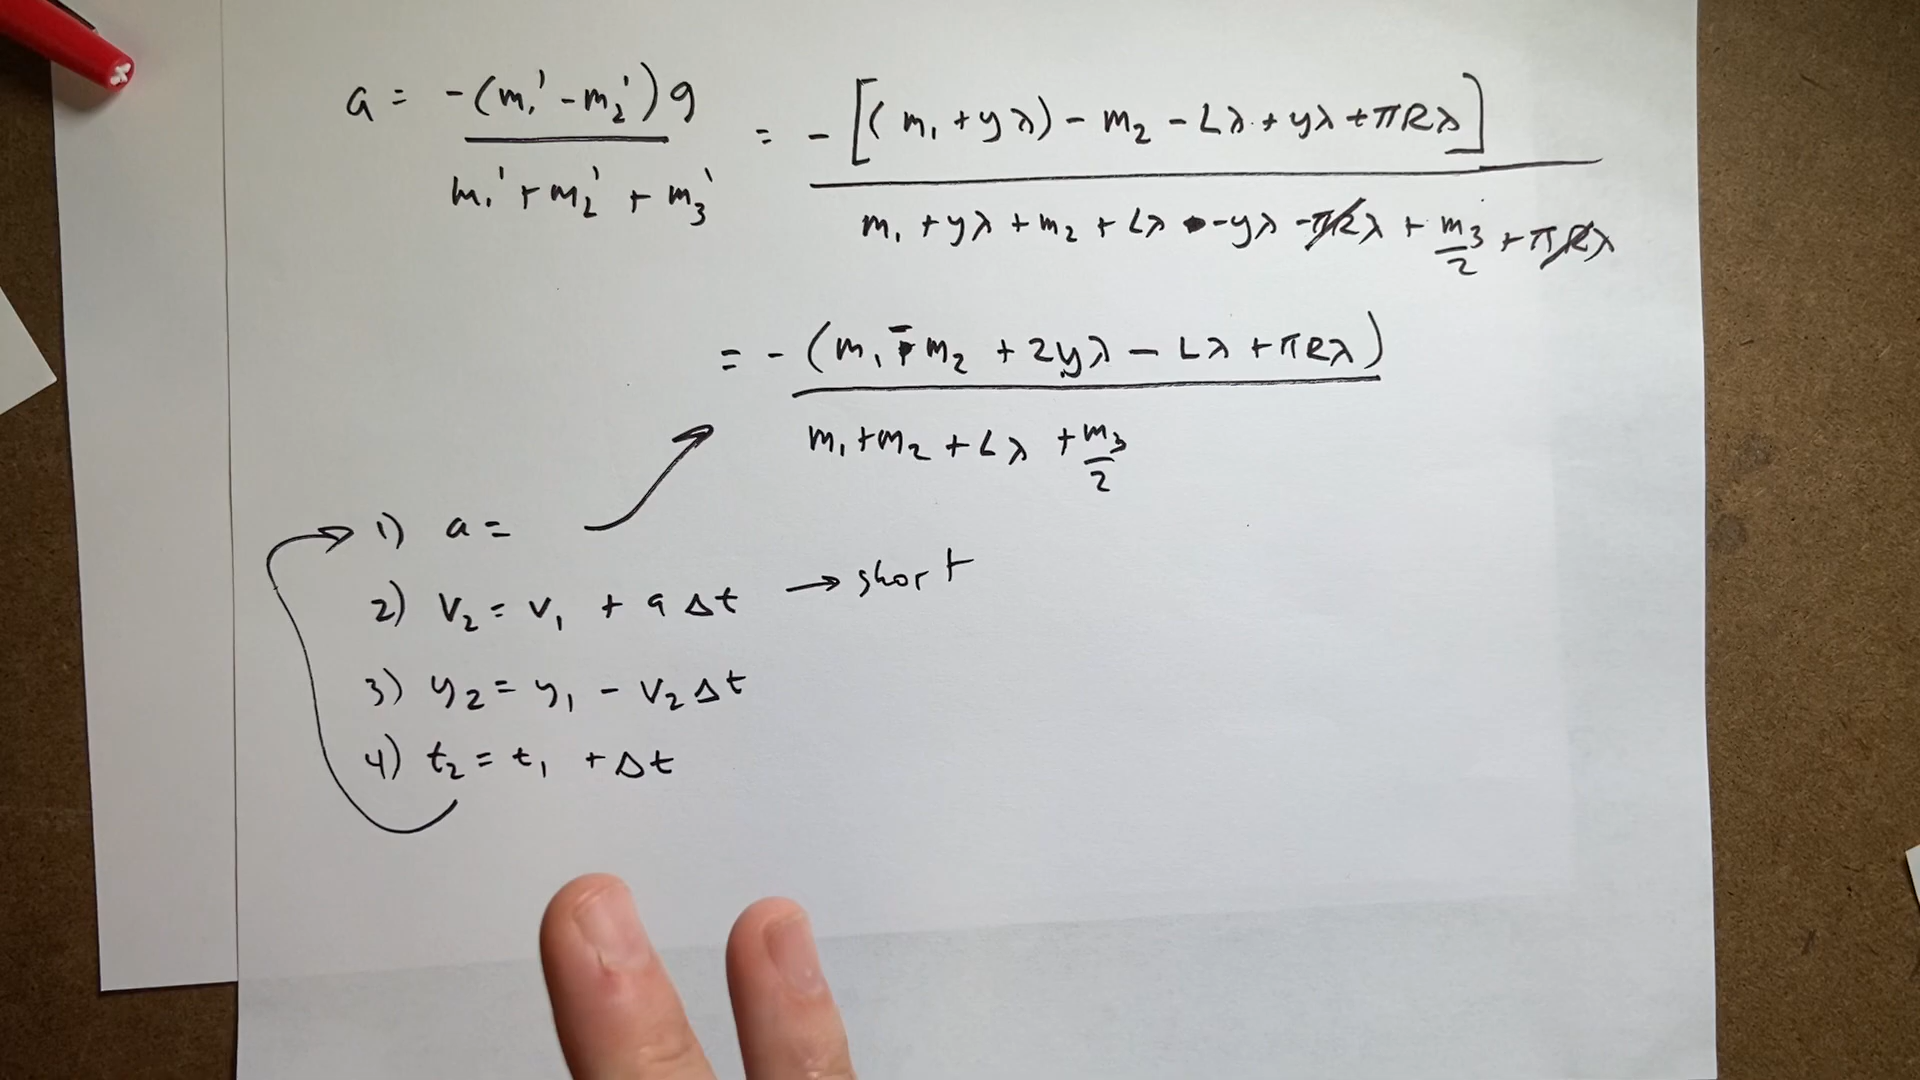 a = -(m₁' - m₂')g / m₁' + m₂' + m₃' = -[(m₁ + yλ) - m₂ - Lλ + yλ + πRλ] / m₁ + yλ + m₂ + Lλ - yλ - πRλ + m₃/2 + πRλ
= -(m₁ - m₂ + 2yλ - Lλ + πRλ) / m₁ + m₂ + Lλ + m₃/2
1) a =
2) v₂ = v₁ + a Δt → short
3) y₂ = y₁ - v₂ Δt
4) t₂ = t₁ + Δt